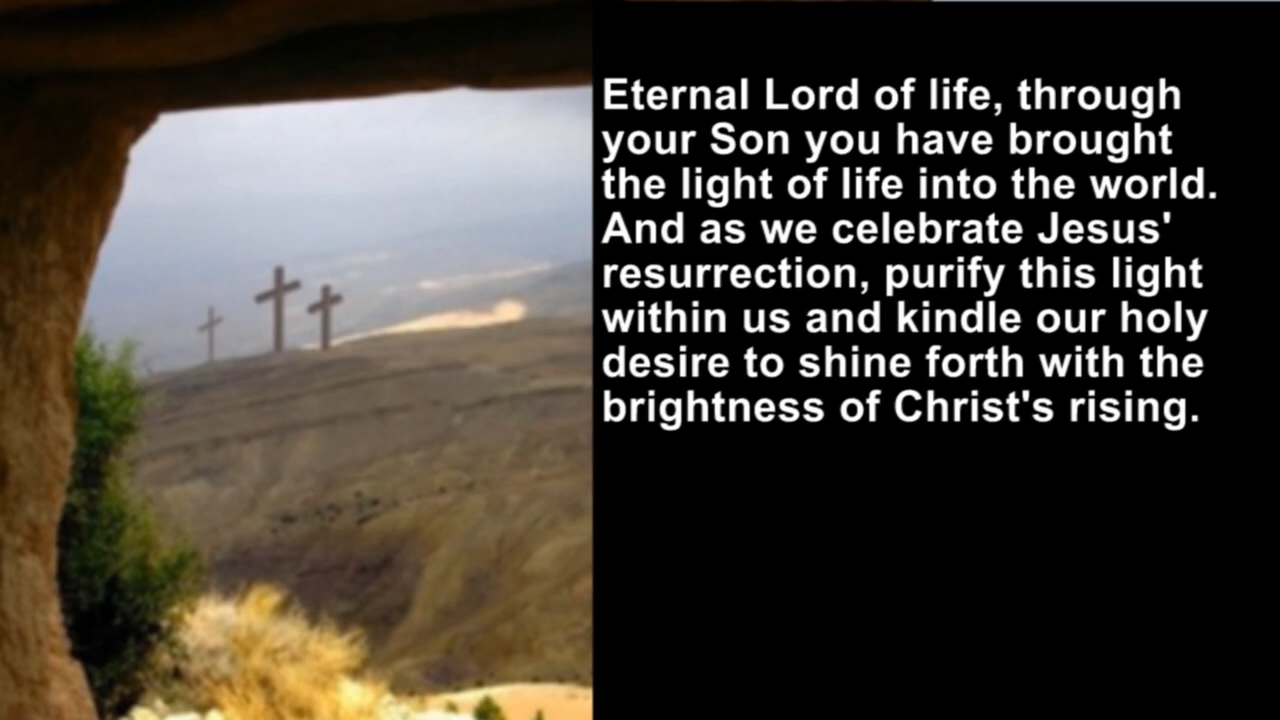 Eternal Lord of life, through
your Son you have brought
the light of life into the world.
And as we celebrate Jesus'
resurrection, purify this light
within us and kindle our holy
desire to shine forth with the
brightness of Christ's rising.